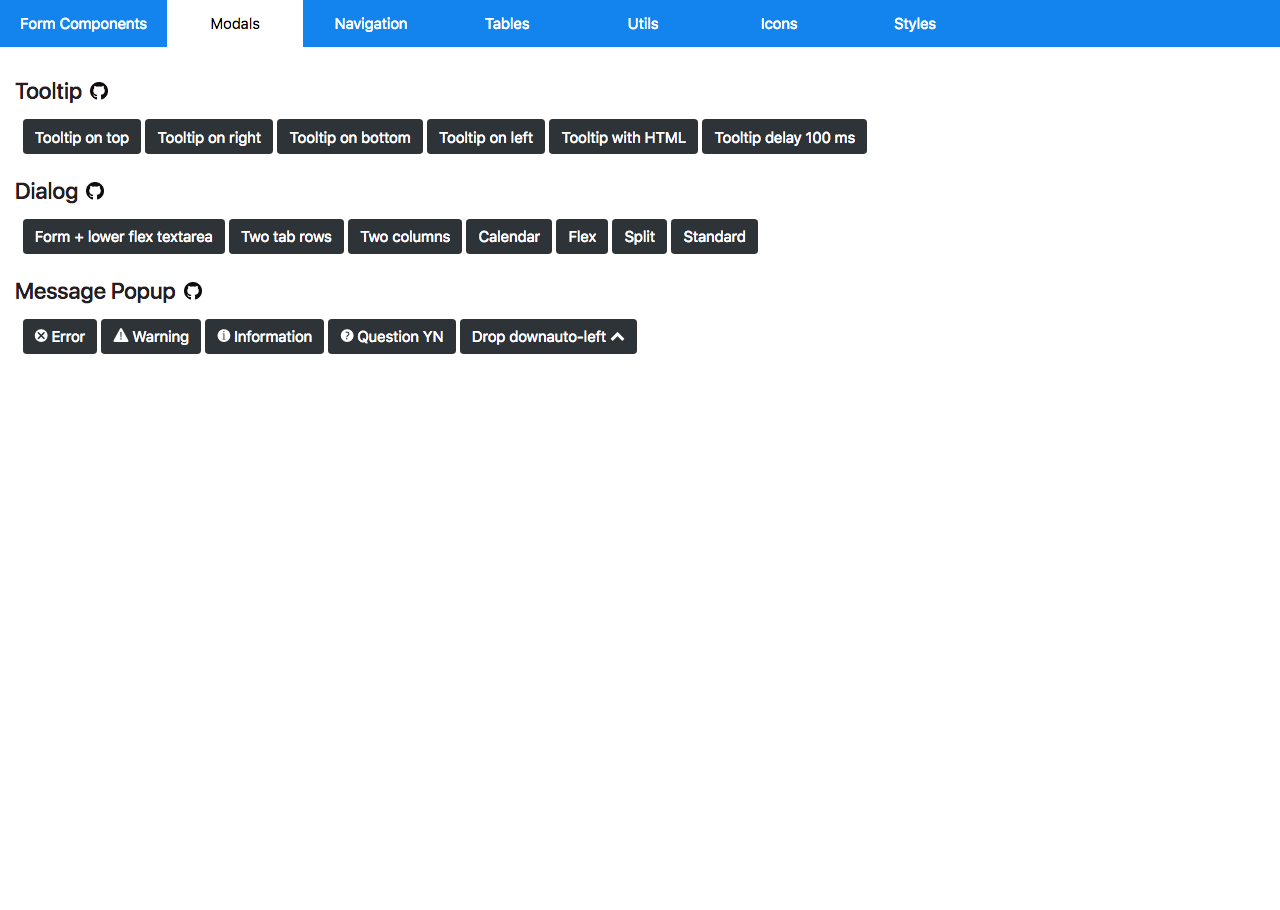 Form Components Modals Navigation Tables Utils Icons Styles
Tooltip
Tooltip on top Tooltip on right Tooltip on bottom Tooltip on left Tooltip with HTML Tooltip delay 100 ms
Dialog
Form + lower flex textarea Two tab rows Two columns Calendar Flex Split Standard
Message Popup
Error Warning Information Question YN Drop downauto-left